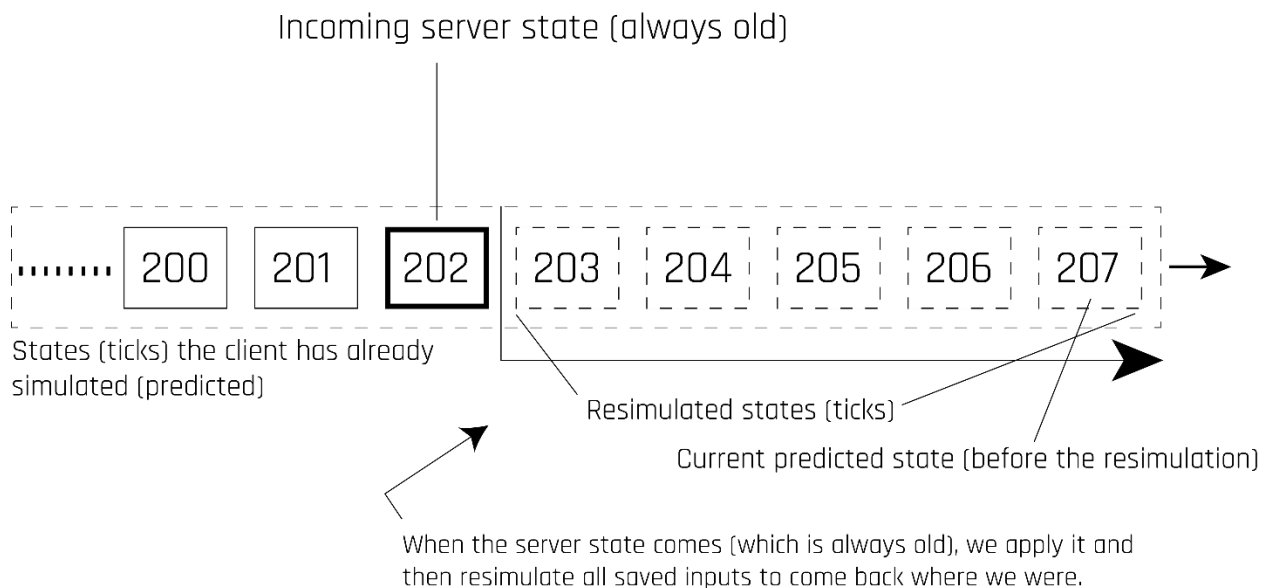 Incoming server state (always old)
200 201 202 203 204 205 206 207
States (ticks) the client has already
simulated (predicted)
Resimulated states (ticks)
Current predicted state (before the resimulation)
When the server state comes (which is always old), we apply it and
then resimulate all saved inputs to come back where we were.